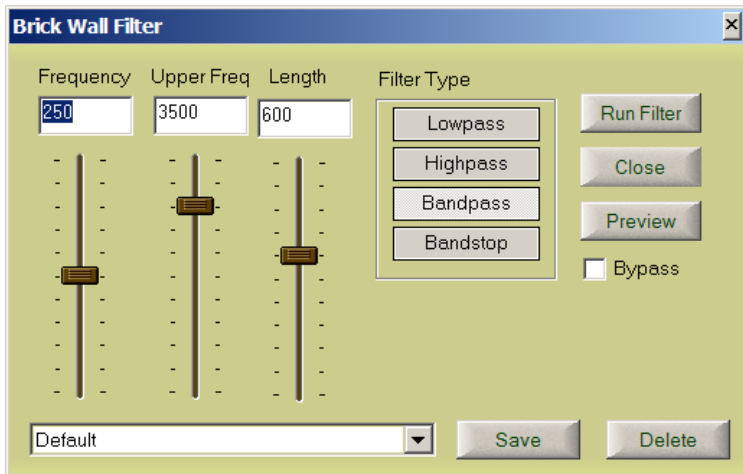 Brick Wall Filter
Frequency Upper Freq Length
250 3500 600
Filter Type
Lowpass
Highpass
Bandpass
Bandstop
Run Filter
Close
Preview
Bypass
Default
Save Delete